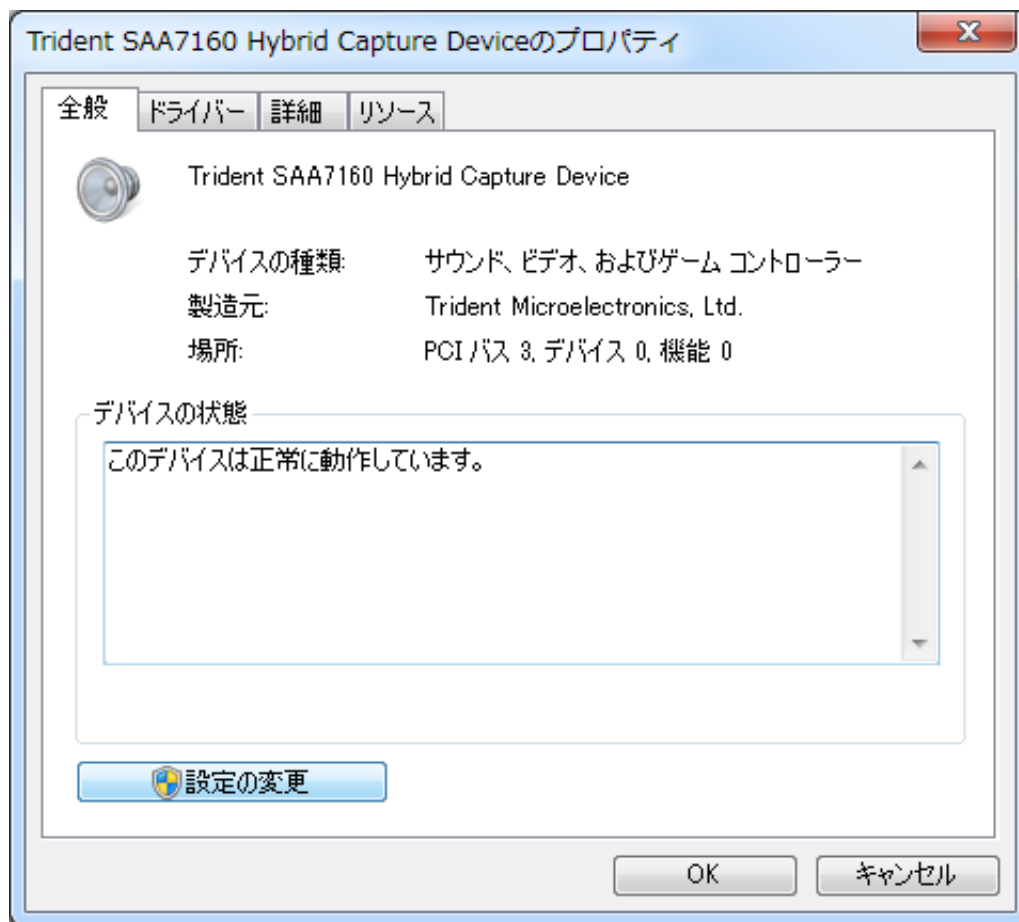 Trident SAA7160 Hybrid Capture Deviceのプロパティ
全般 ドライバー 詳細 リソース
Trident SAA7160 Hybrid Capture Device
デバイスの種類: サウンド、ビデオ、およびゲーム コントローラー
製造元: Trident Microelectronics, Ltd.
場所: PCI バス 3, デバイス 0, 機能 0
デバイスの状態
このデバイスは正常に動作しています。
設定の変更
OK キャンセル